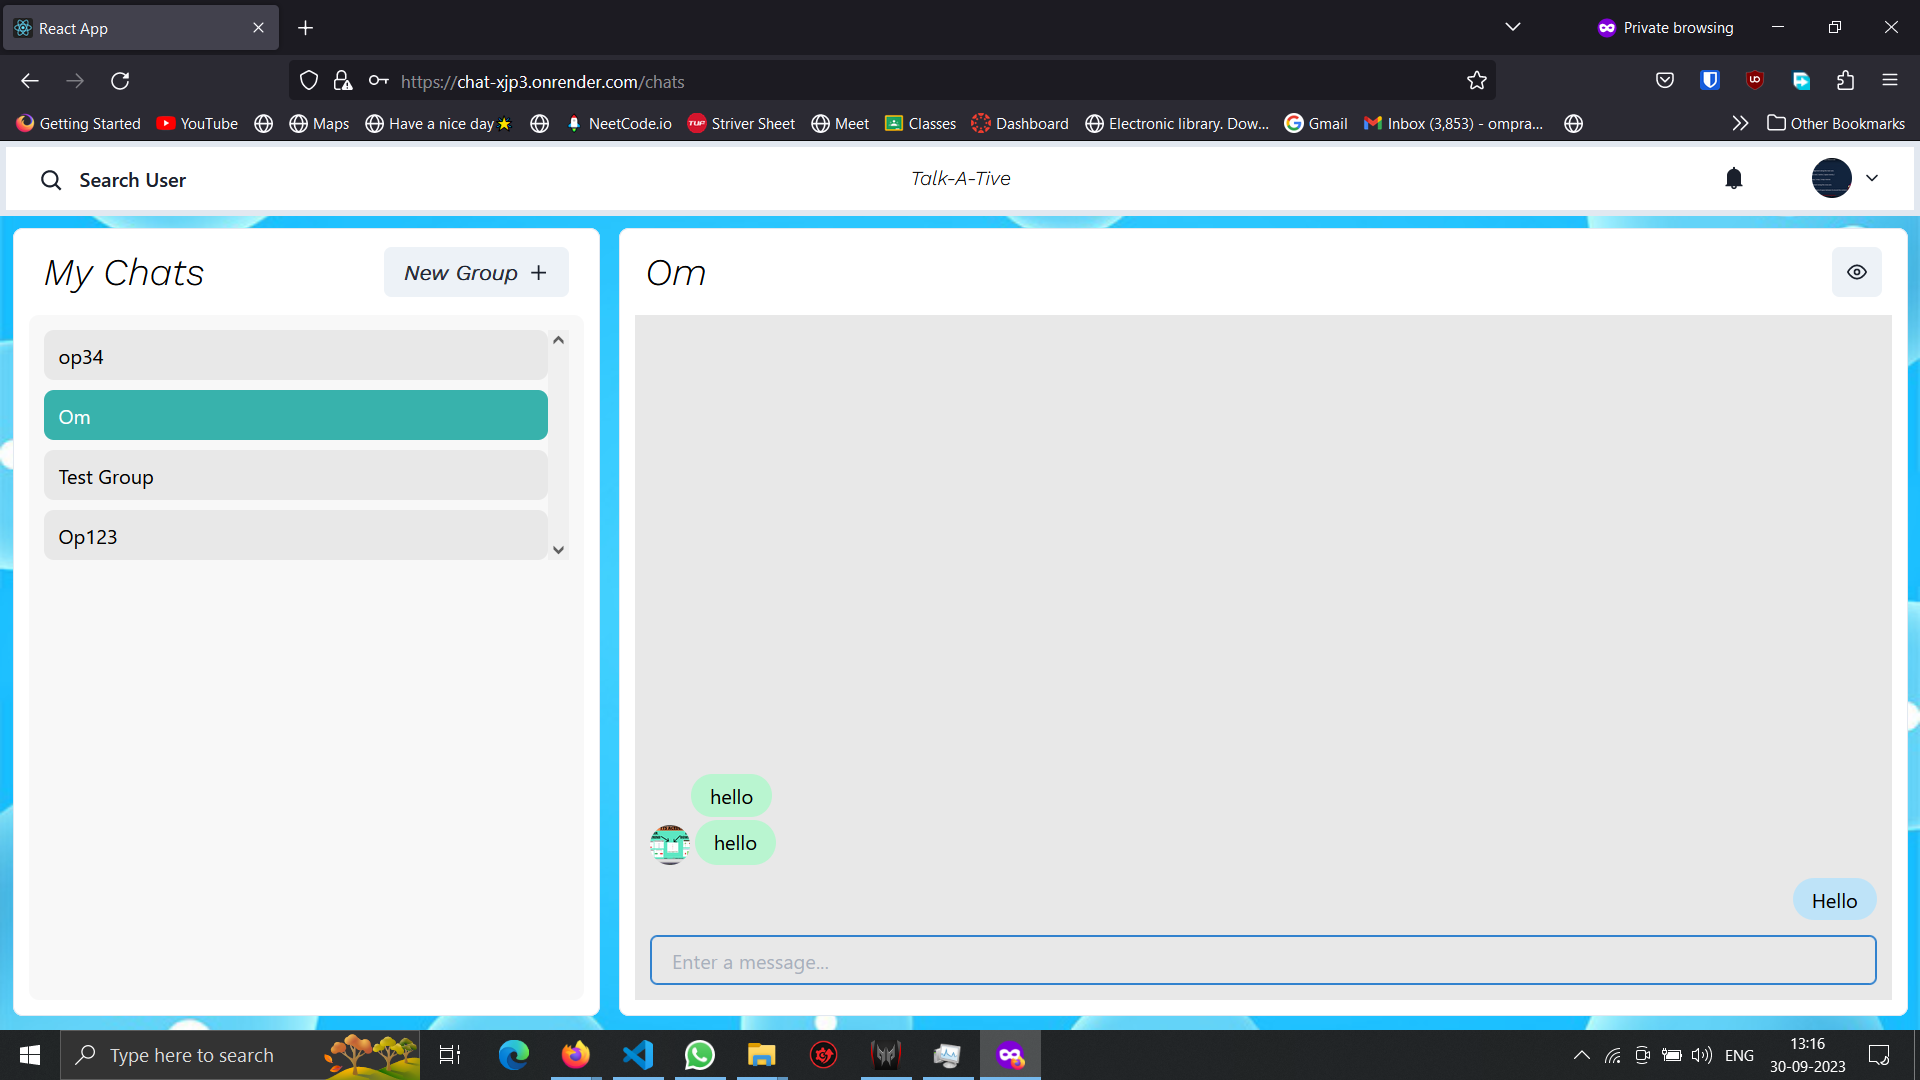 React App
Private browsing
https://chat-xjp3.onrender.com/chats
Getting Started
YouTube
Maps
Have a nice day
NeetCode.io
TUF
Striver Sheet
Meet
Classes
Dashboard
Electronic library. Dow...
Gmail
Inbox (3,853) - ompra...
Other Bookmarks
Search User
Talk-A-Tive
My Chats
New Group +
Om
op34
Om
Test Group
Op123
hello
hello
Hello
Enter a message...
Type here to search
ENG
13:16
30-09-2023